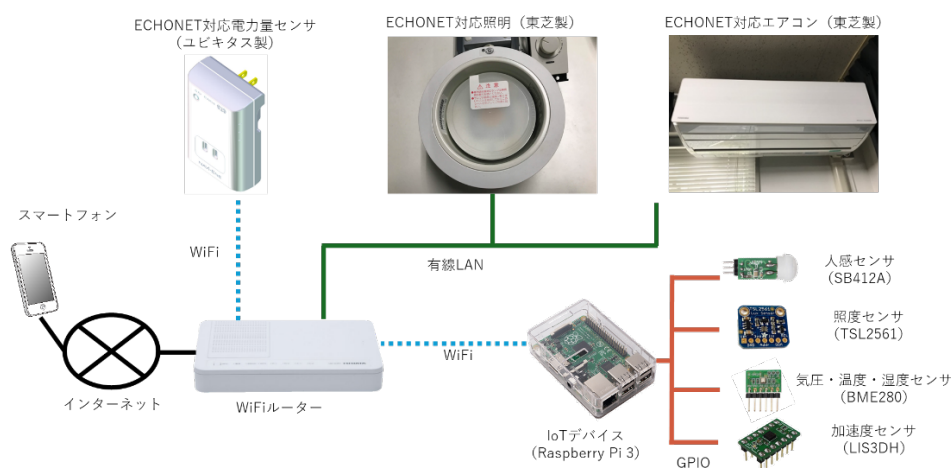 ECHONET対応電力量センサ
(ユビキタス製)
ECHONET対応照明（東芝製）
ECHONET対応エアコン（東芝製）
スマートフォン
WiFi
有線LAN
人感センサ
(SB412A)
照度センサ
(TSL2561)
WiFi
気圧・温度・湿度センサ
(BME280)
インターネット
WiFiルーター
IoTデバイス
(Raspberry Pi 3)
加速度センサ
(LIS3DH)
GPIO